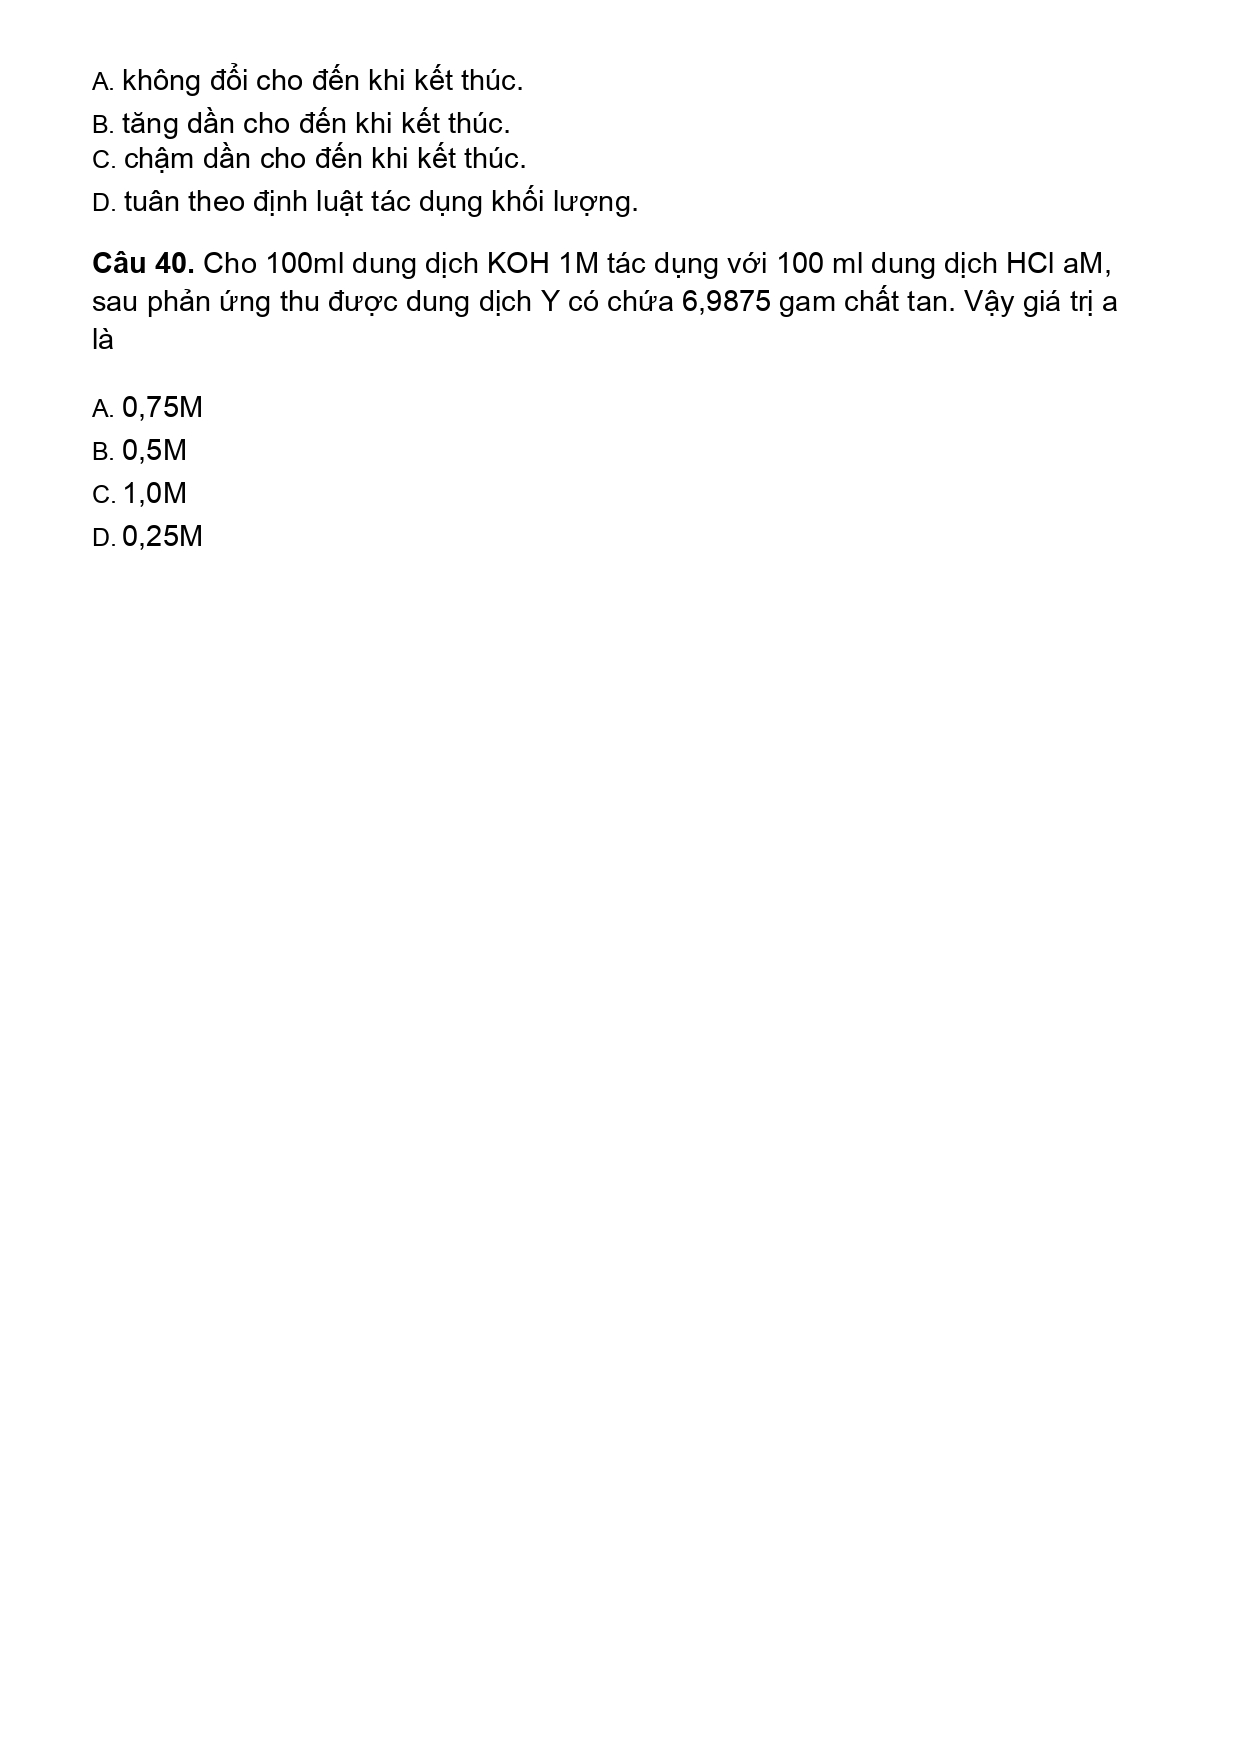 A. không đổi cho đến khi kết thúc.
B. tăng dần cho đến khi kết thúc.
C. chậm dần cho đến khi kết thúc.
D. tuân theo định luật tác dụng khối lượng.
Câu 40. Cho 100ml dung dịch KOH 1M tác dụng với 100 ml dung dịch HCl aM,
sau phản ứng thu được dung dịch Y có chứa 6,9875 gam chất tan. Vậy giá trị a
là
A. 0,75M
B. 0,5M
C. 1,0M
D. 0,25M